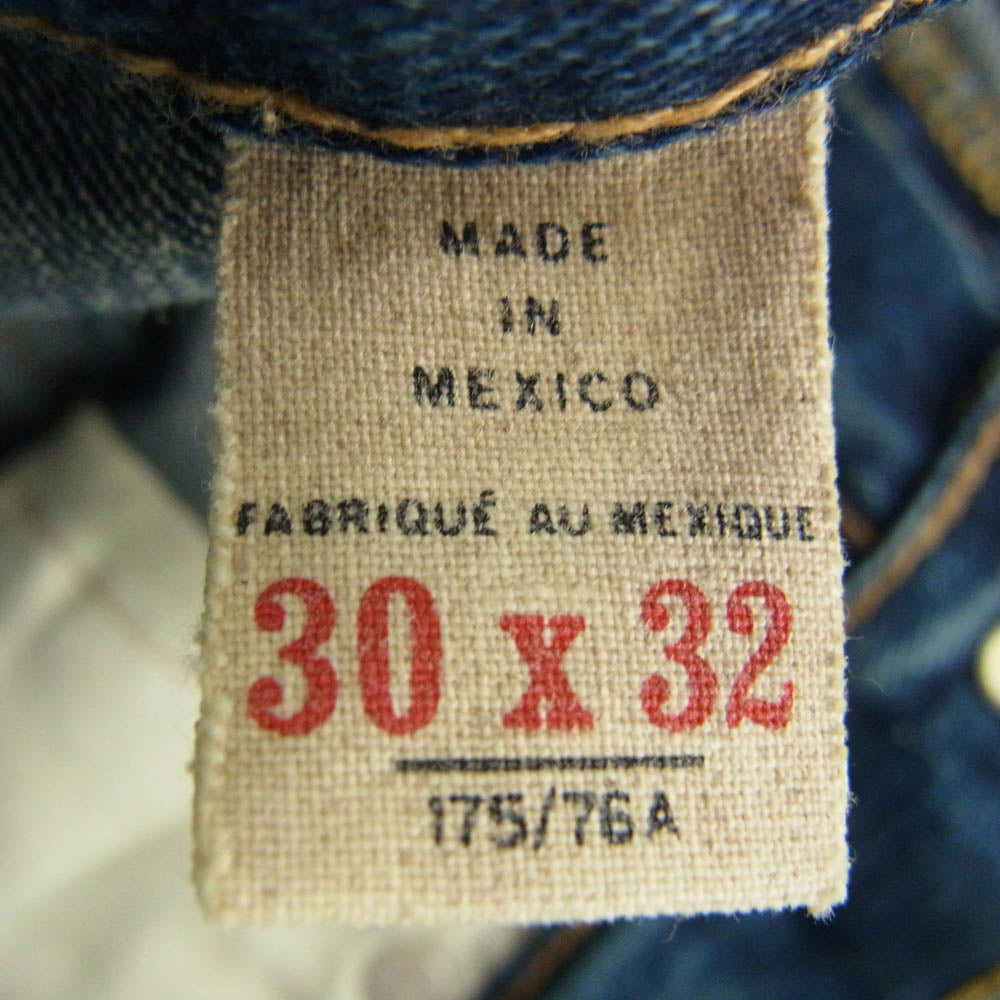 MADE
IN
MEXICO
FABRIQUÉ AU MEXIQUE
30 x 32
175/76A